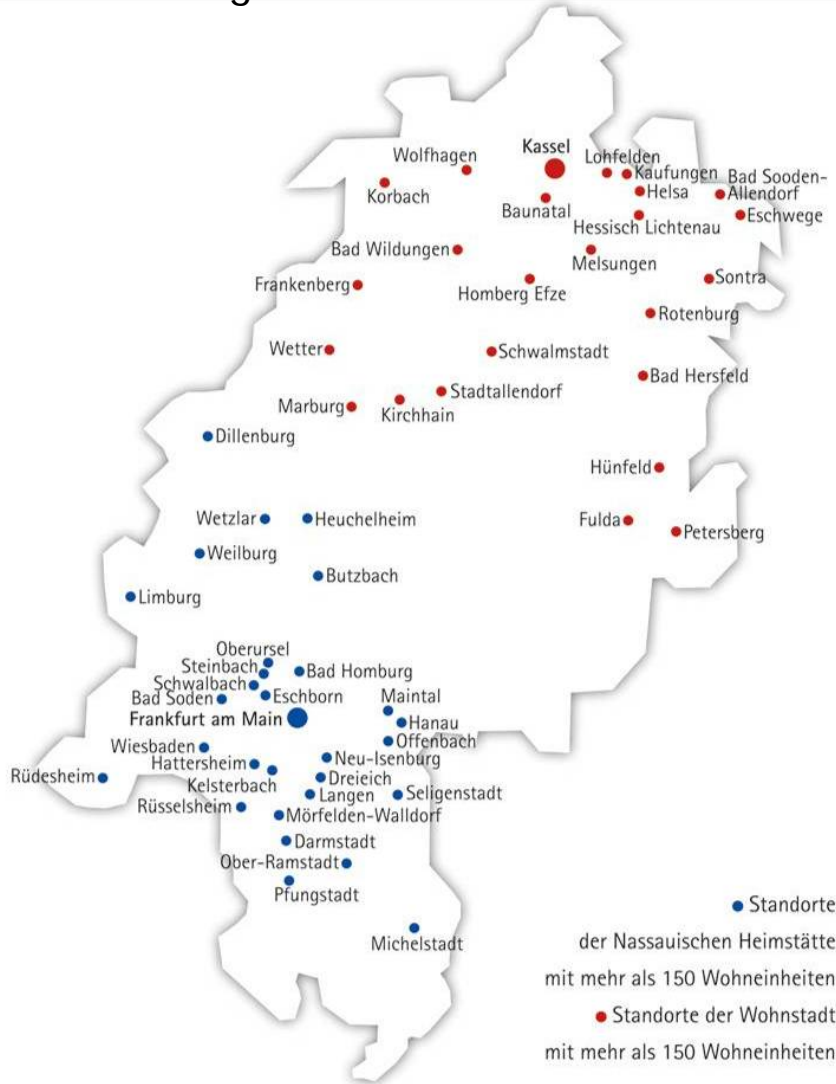 Kassel
Lohfelden
Wolfhagen
Kaufungen
Bad Sooden-
Allendorf
Korbach
Helsa
Baunatal
Eschwege
Hessisch Lichtenau
Bad Wildungen
Melsungen
Frankenberg
Sontra
Homberg Efze
Rotenburg
Wetter
Schwalmstadt
Bad Hersfeld
Stadtallendorf
Marburg
Kirchhain
Dillenburg
Hünfeld
Wetzlar
Heuchelheim
Fulda
Petersberg
Weilburg
Butzbach
Limburg
Oberursel
Steinbach
Bad Homburg
Schwalbach
Eschborn
Bad Soden
Maintal
Frankfurt am Main
Hanau
Offenbach
Wiesbaden
Neu-Isenburg
Hattersheim
Rüdesheim
Dreieich
Kelsterbach
Langen
Seligenstadt
Rüsselsheim
Mörfelden-Walldorf
Darmstadt
Ober-Ramstadt
Pfungstadt
Michelstadt
Standorte
der Nassauischen Heimstätte
mit mehr als 150 Wohneinheiten
Standorte der Wohnstadt
mit mehr als 150 Wohneinheiten